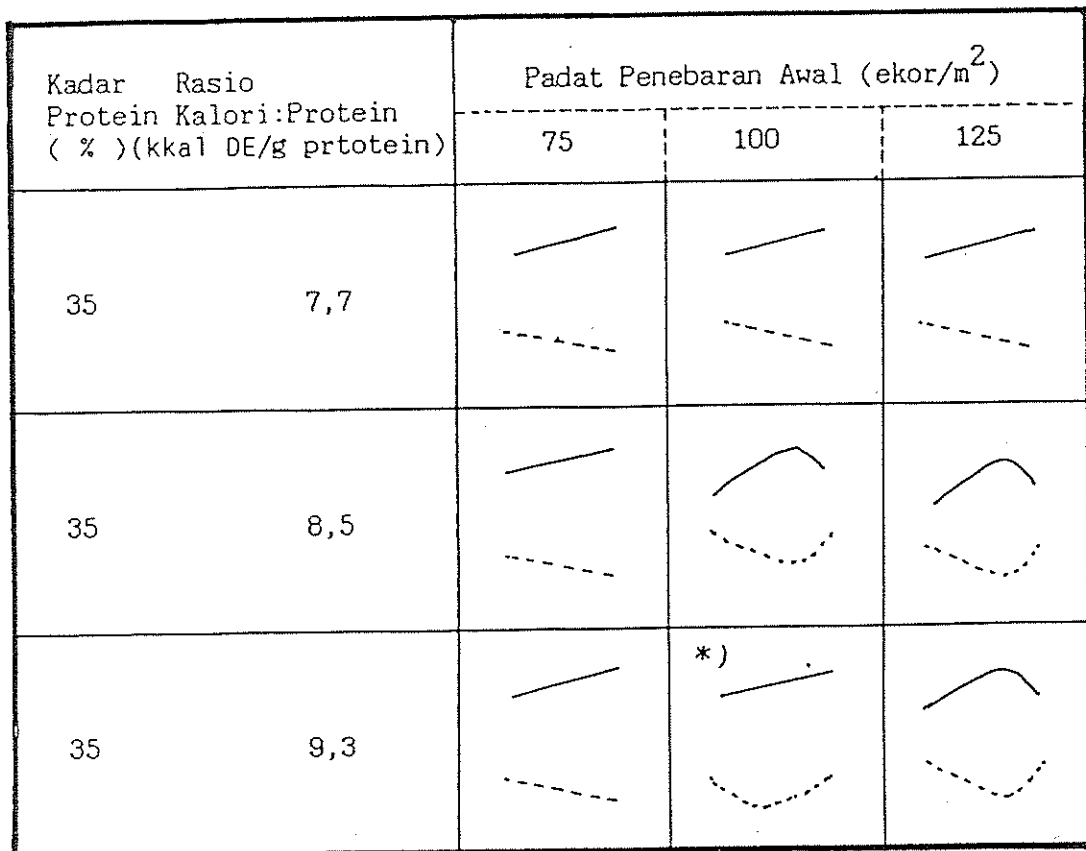 Kadar Rasio
Protein Kalori:Protein
( % )(kkal DE/g prtotein)
Padat Penebaran Awal (ekor/m²)
75 100 125
35 7,7
35 8,5
*)
35 9,3